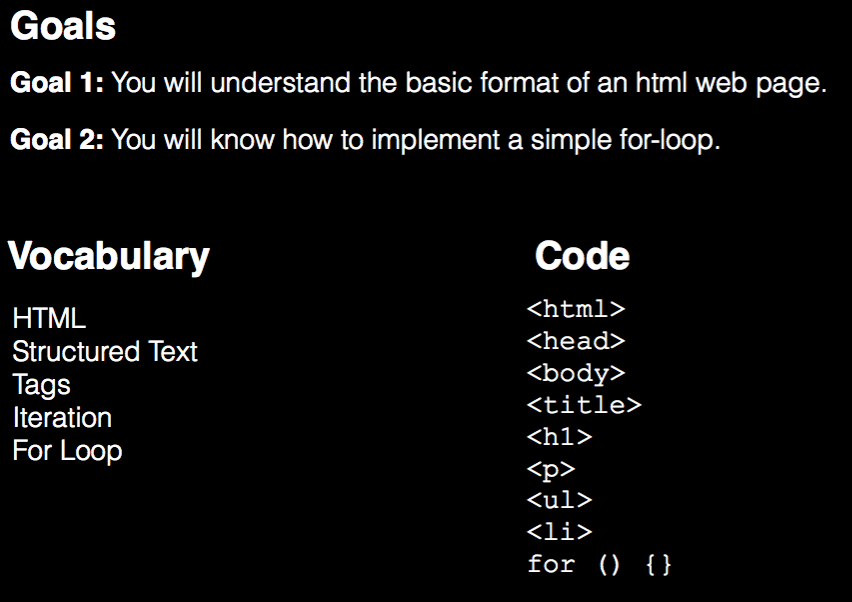 Goals
Goal 1: You will understand the basic format of an html web page.
Goal 2: You will know how to implement a simple for-loop.
Vocabulary
HTML
Structured Text
Tags
Iteration
For Loop
Code
<html>
<head>
<body>
<title>
<h1>
<p>
<ul>
<li>
for () {}